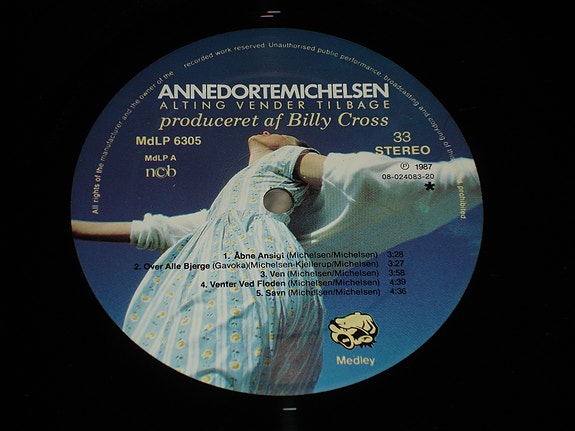 All rights of the manufacturer and the owner of the recorded work reserved. Unauthorised public performance, broadcasting and copying of this record prohibited
ANNEDORTEMICHELSEN
ALTING VENDER TILBAGE
produceret af Billy Cross
MdLP 6305
33
STEREO
MdLP A
℗ 1987
ncb
08-024083-20
*
1. Åbne Ansigt (Michelsen/Michelsen) 3:28
2. Over Alle Bjerge (Gavoka)(Michelsen-Kjellerup/Michelsen) 3:27
3. Ven (Michelsen/Michelsen) 3:58
4. Venter Ved Floden (Michelsen/Michelsen) 4:39
5. Savn (Michelsen/Michelsen) 4:36
Medley